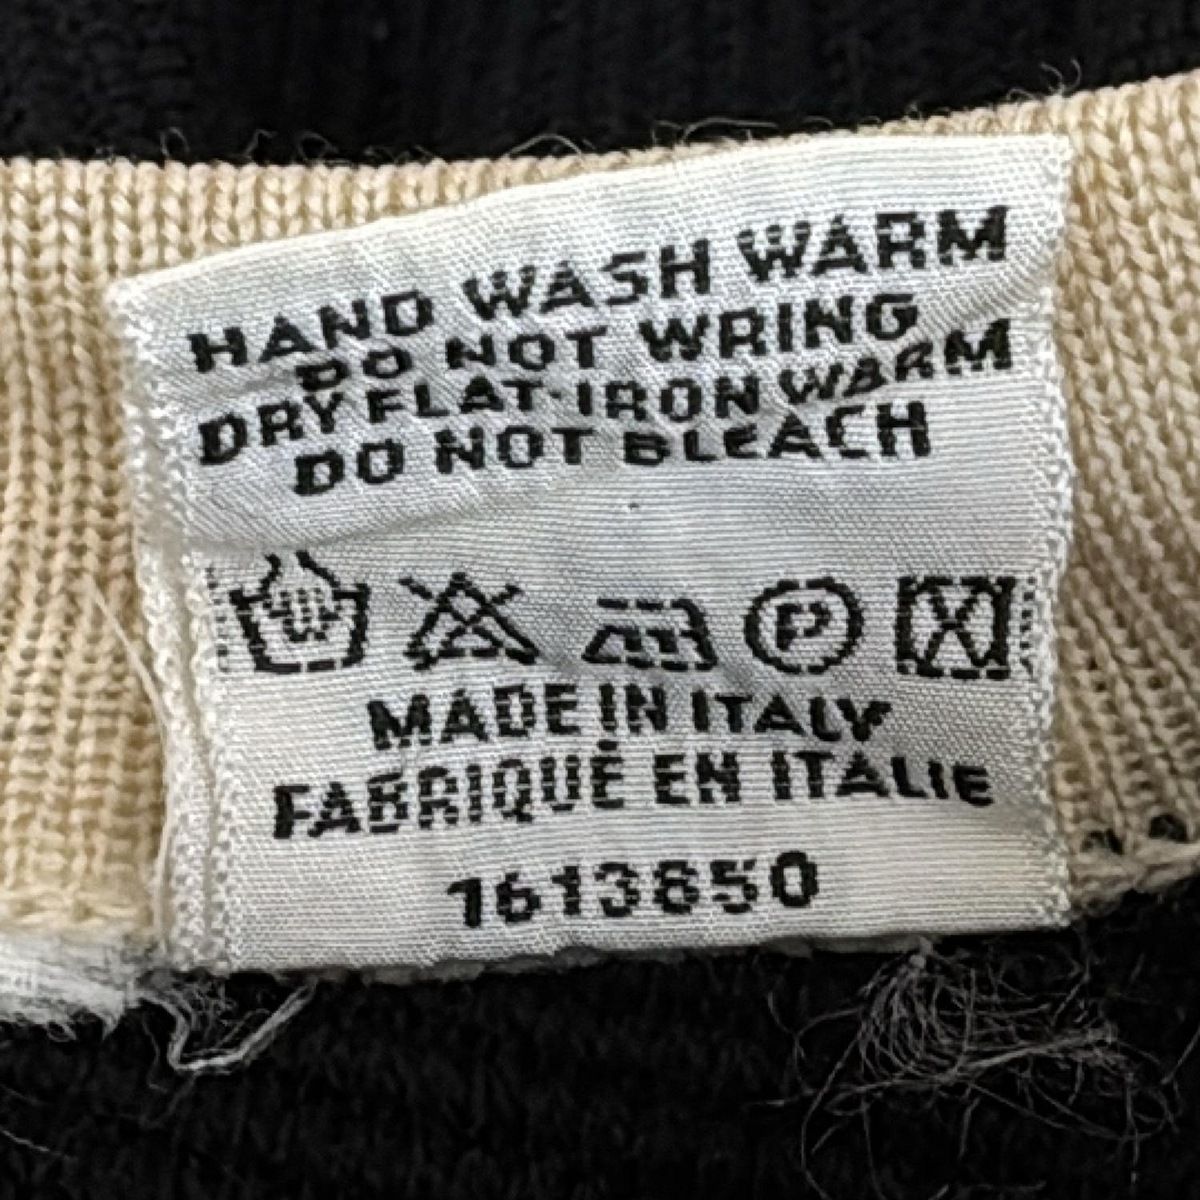 HAND WASH WARM
DO NOT WRING
DRY FLAT·IRON WARM
DO NOT BLEACH
P
MADE IN ITALY
FABRIQUÉ EN ITALIE
1613850